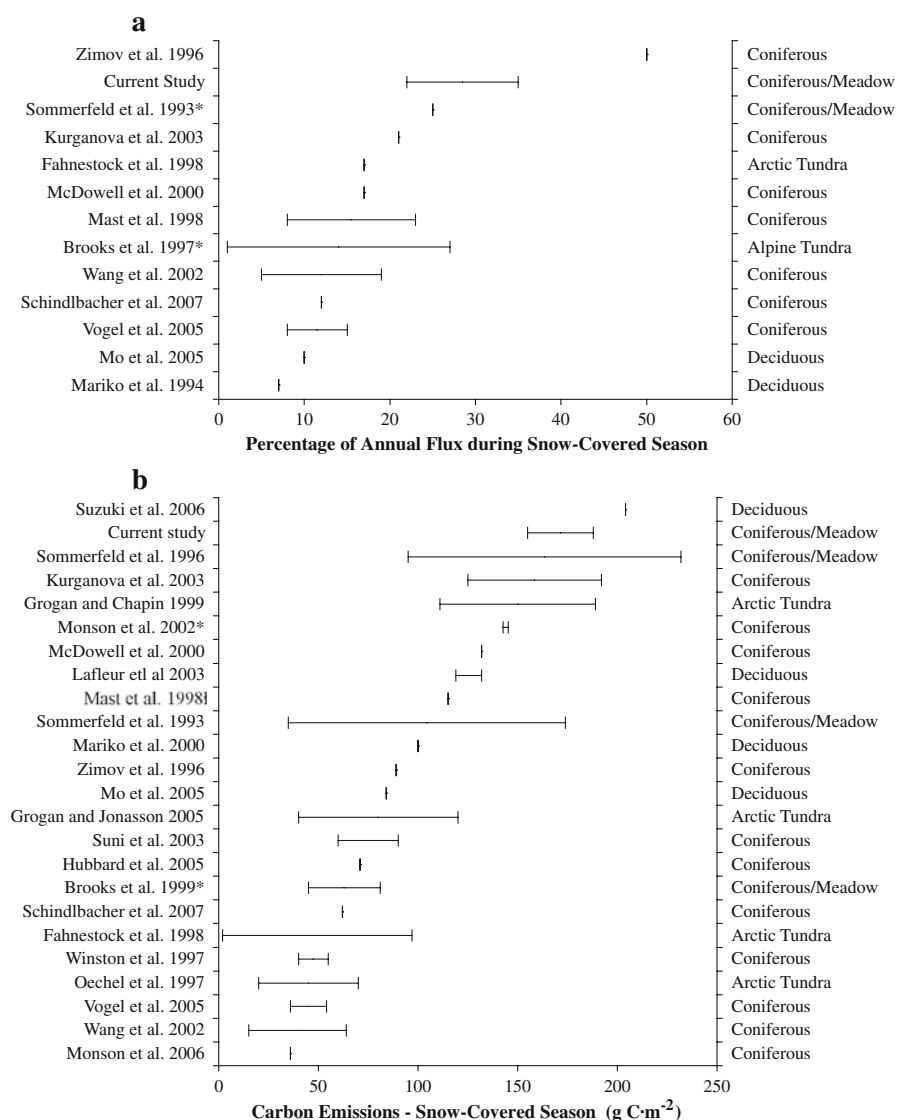 a
Zimov et al. 1996 Coniferous
Current Study Coniferous/Meadow
Sommerfeld et al. 1993* Coniferous/Meadow
Kurganova et al. 2003 Coniferous
Fahnestock et al. 1998 Arctic Tundra
McDowell et al. 2000 Coniferous
Mast et al. 1998 Coniferous
Brooks et al. 1997* Alpine Tundra
Wang et al. 2002 Coniferous
Schindlbacher et al. 2007 Coniferous
Vogel et al. 2005 Coniferous
Mo et al. 2005 Deciduous
Mariko et al. 1994 Deciduous
0 10 20 30 40 50 60
Percentage of Annual Flux during Snow-Covered Season
b
Suzuki et al. 2006 Deciduous
Current study Coniferous/Meadow
Sommerfeld et al. 1996 Coniferous/Meadow
Kurganova et al. 2003 Coniferous
Grogan and Chapin 1999 Arctic Tundra
Monson et al. 2002* Coniferous
McDowell et al. 2000 Coniferous
Lafleur etl al 2003 Deciduous
Mast et al. 1998 Coniferous
Sommerfeld et al. 1993 Coniferous/Meadow
Mariko et al. 2000 Deciduous
Zimov et al. 1996 Coniferous
Mo et al. 2005 Deciduous
Grogan and Jonasson 2005 Arctic Tundra
Suni et al. 2003 Coniferous
Hubbard et al. 2005 Coniferous
Brooks et al. 1999* Coniferous/Meadow
Schindlbacher et al. 2007 Coniferous
Fahnestock et al. 1998 Arctic Tundra
Winston et al. 1997 Coniferous
Oechel et al. 1997 Arctic Tundra
Vogel et al. 2005 Coniferous
Wang et al. 2002 Coniferous
Monson et al. 2006 Coniferous
0 50 100 150 200 250
Carbon Emissions - Snow-Covered Season (g C·m⁻²)